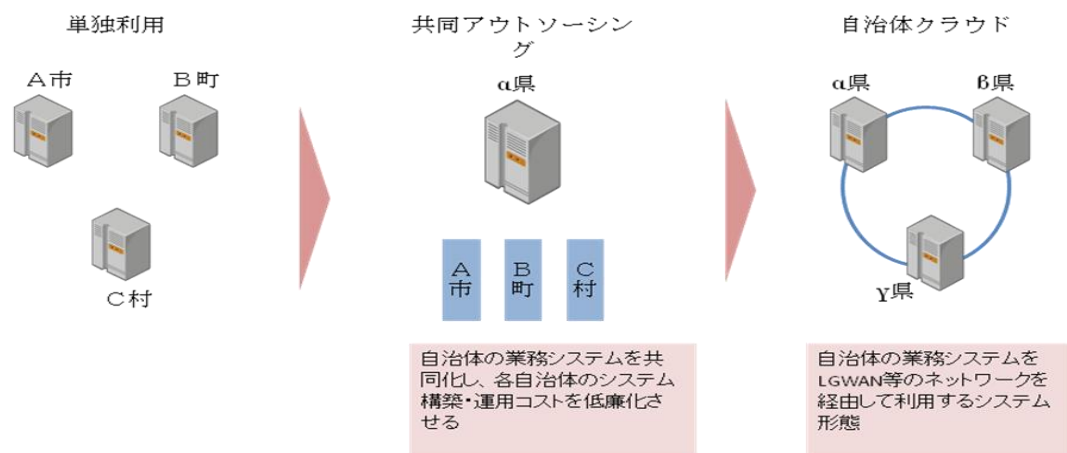 単独利用
A市
B町
C村
共同アウトソーシン
グ
α県
A
市
B
町
C
村
自治体の業務システムを共
同化し、各自治体のシステム
構築・運用コストを低廉化さ
せる
自治体クラウド
α県
β県
γ県
自治体の業務システムを
LGWAN等のネットワークを
経由して利用するシステム
形態